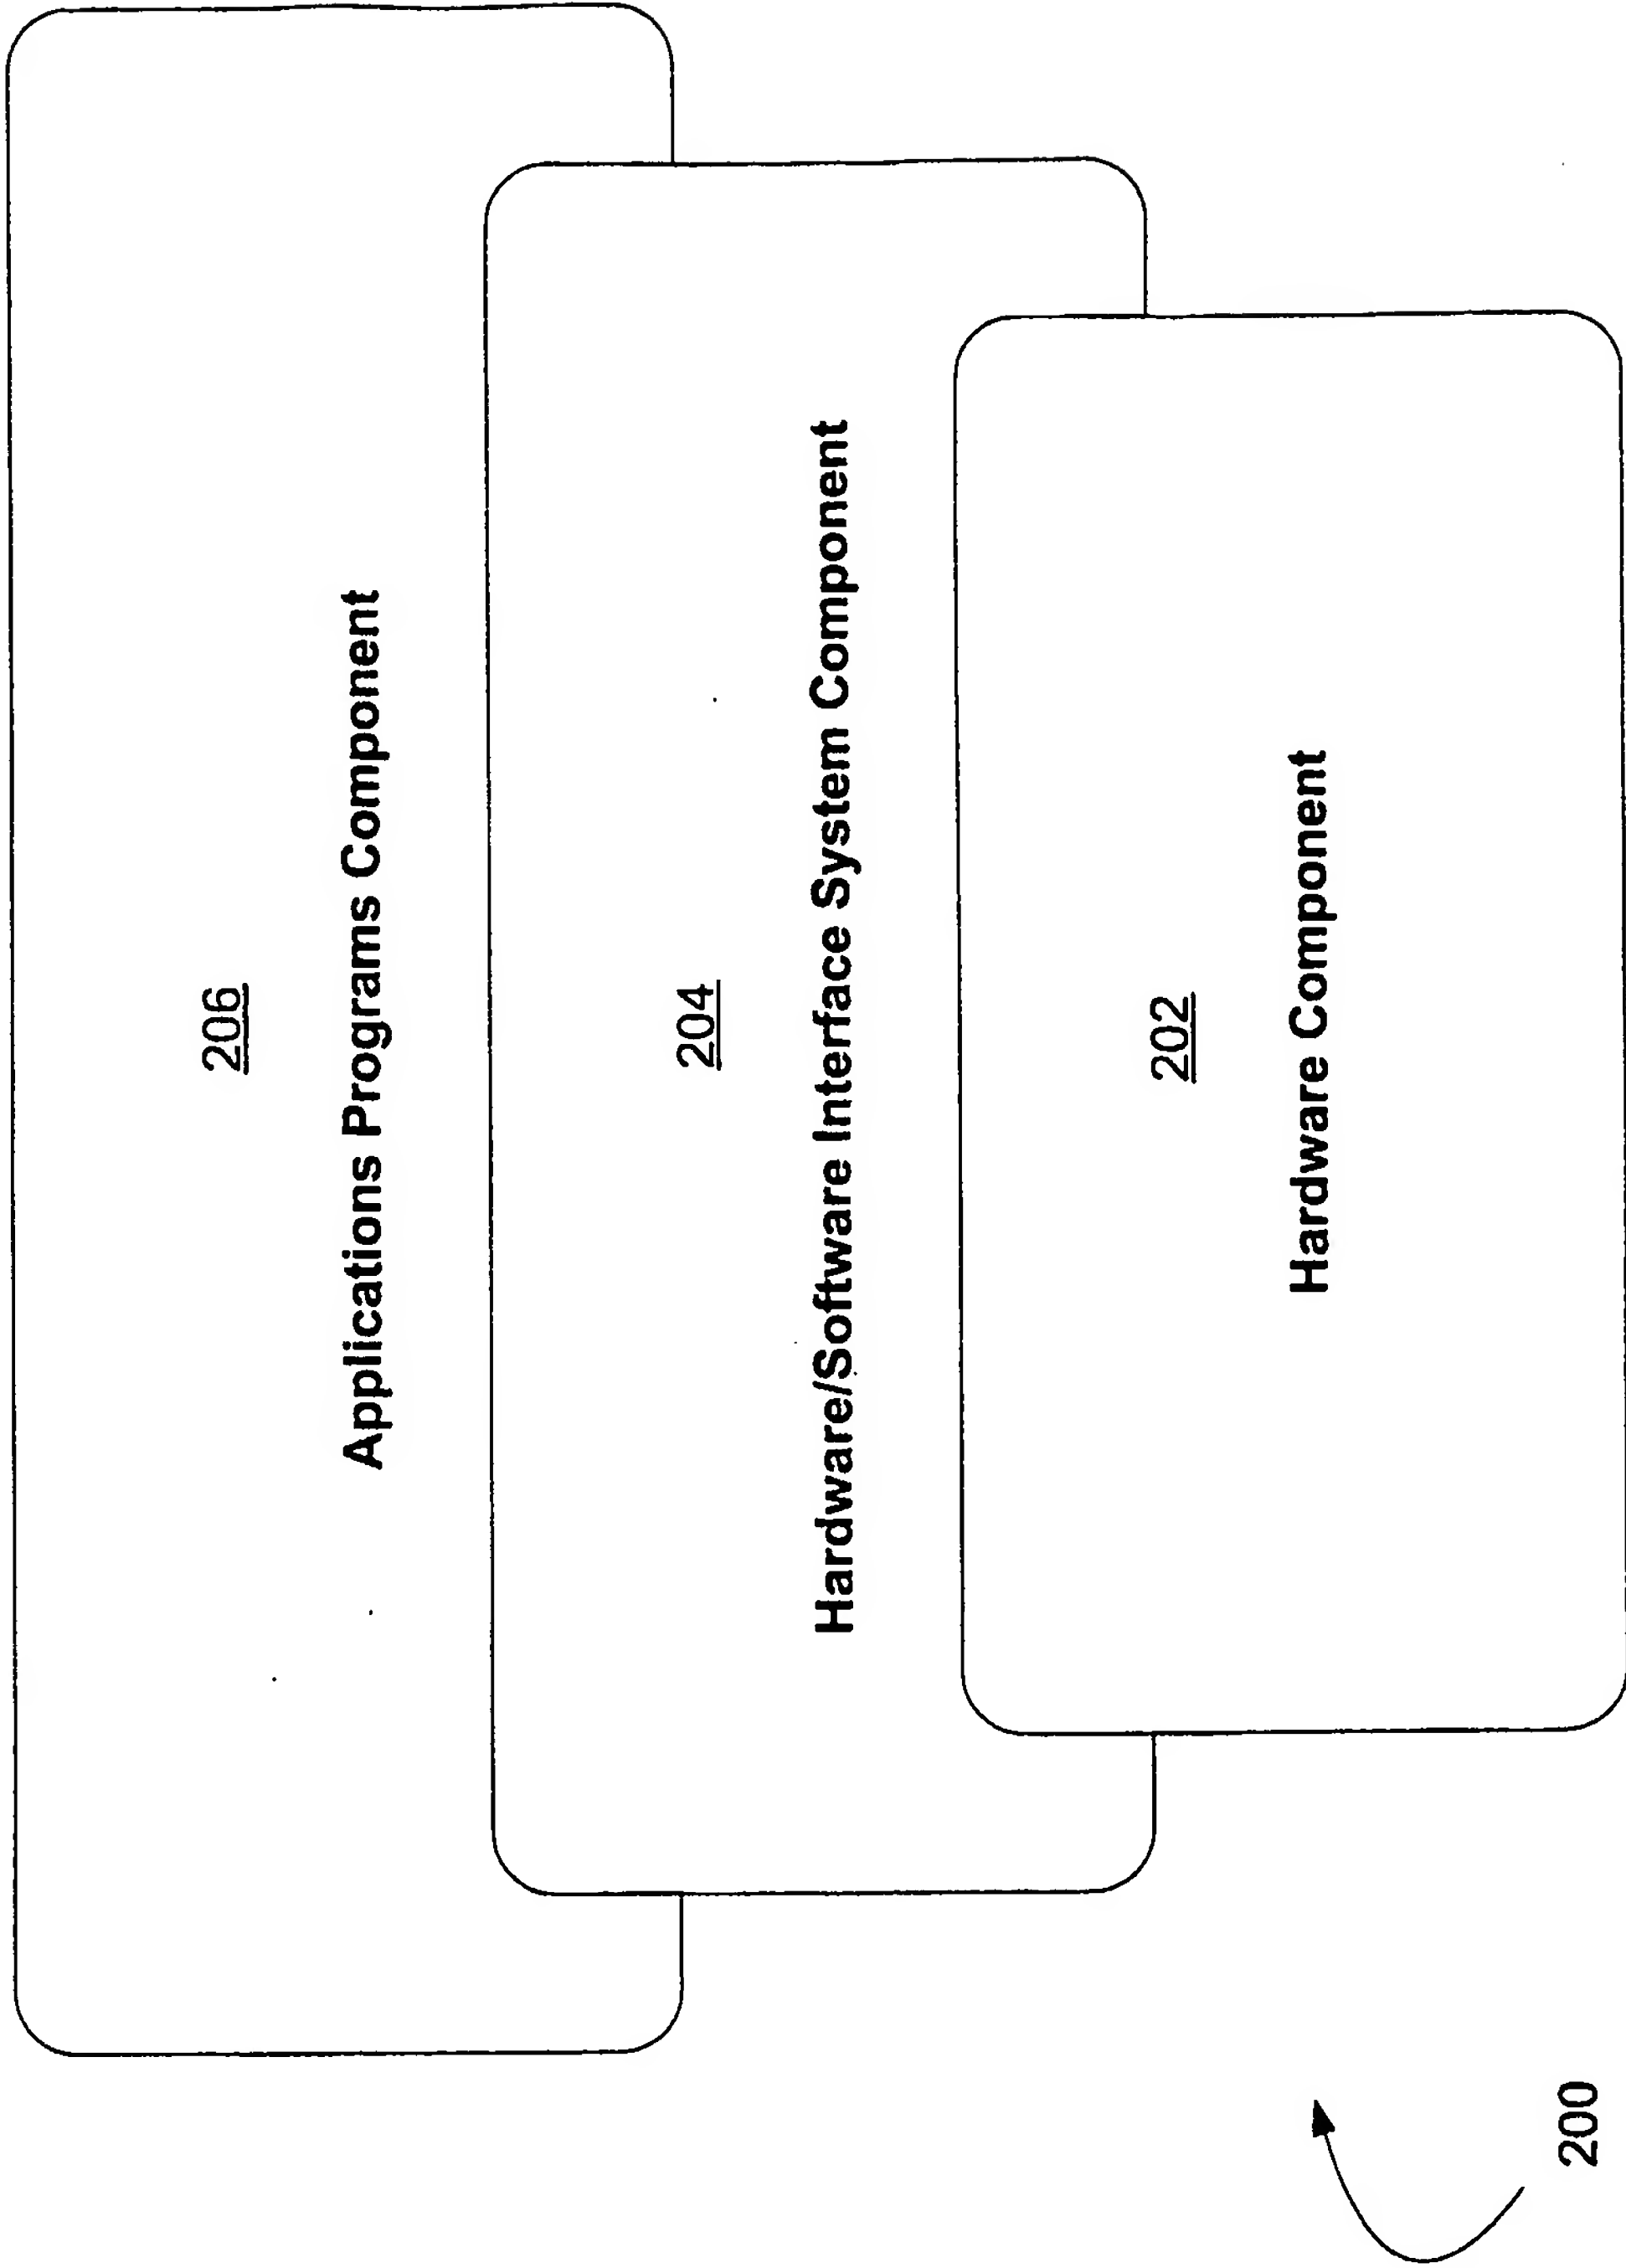 206
Applications Programs Component
204
Hardware/Software Interface System Component
202
Hardware Component
200